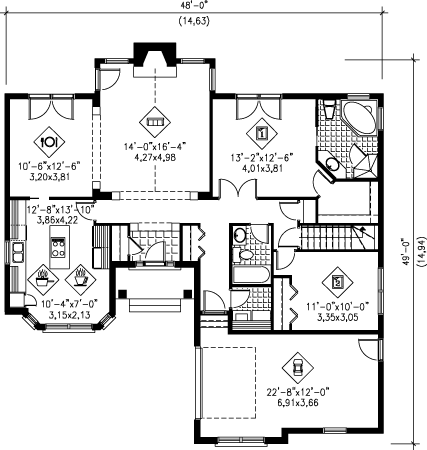 48'-0"
(14,63)
14'-0"x16'-4"
4,27x4,98
10'-6"x12'-6"
3,20x3,81
13'-2"x12'-6"
4,01x3,81
12'-8"x13'-10"
3,86x4,22
49'-0"
(14,94)
10'-4"x7'-0"
3,15x2,13
11'-0"x10'-0"
3,35x3,05
22'-8"x12'-0"
6,91x3,66